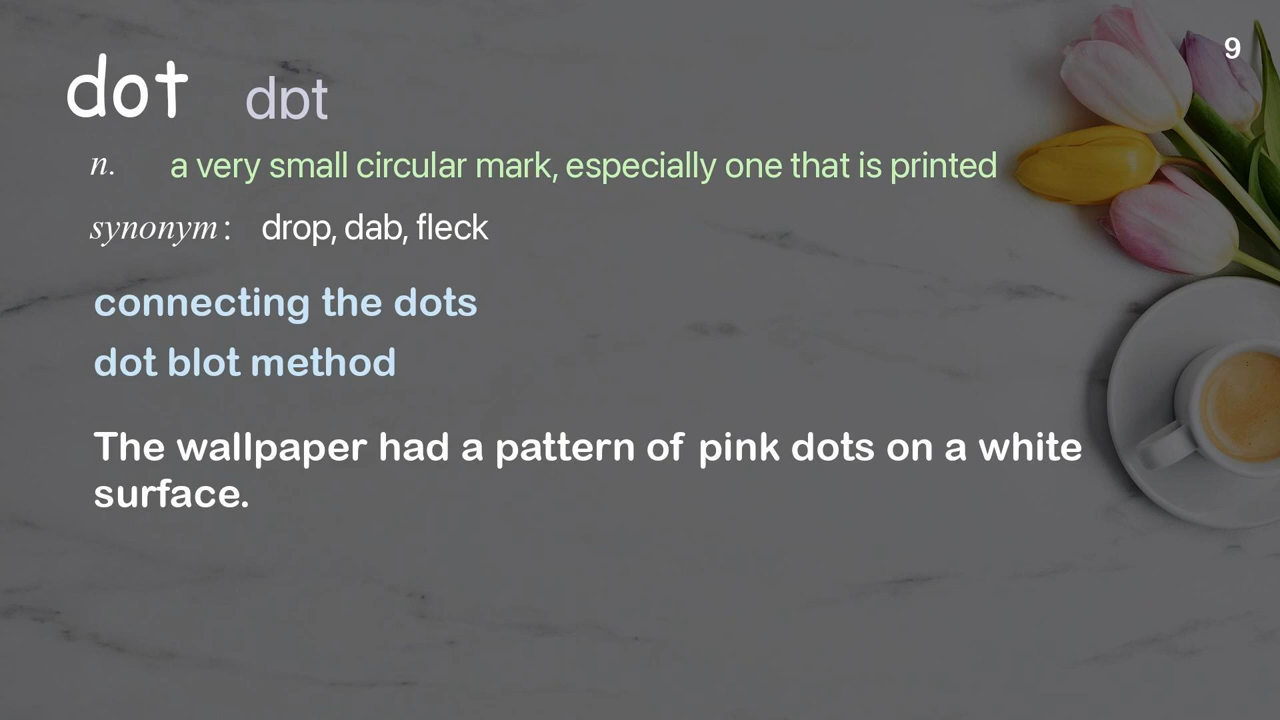 9
dot dɒt
n. a very small circular mark, especially one that is printed
synonym: drop, dab, fleck
connecting the dots
dot blot method
The wallpaper had a pattern of pink dots on a white
surface.